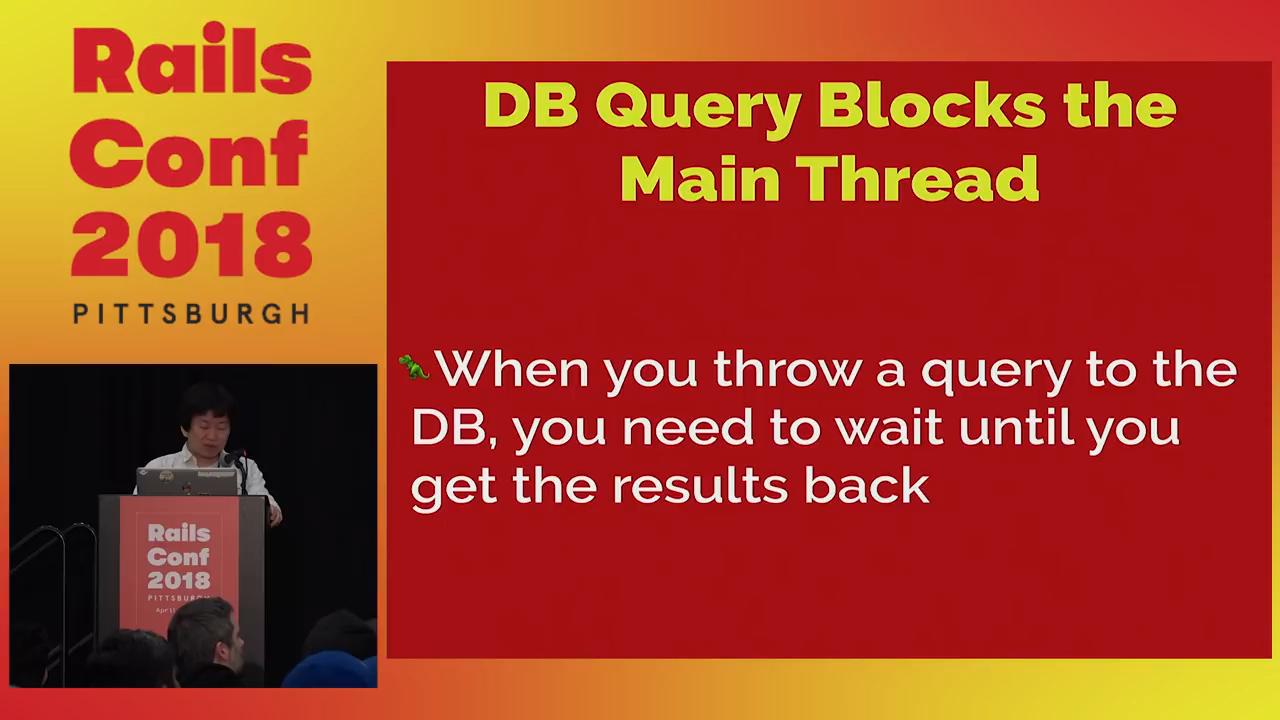 Rails
Conf
2018
PITTSBURGH
DB Query Blocks the
Main Thread
When you throw a query to the
DB, you need to wait until you
get the results back
Rails
Conf
2018
PITTSBURGH